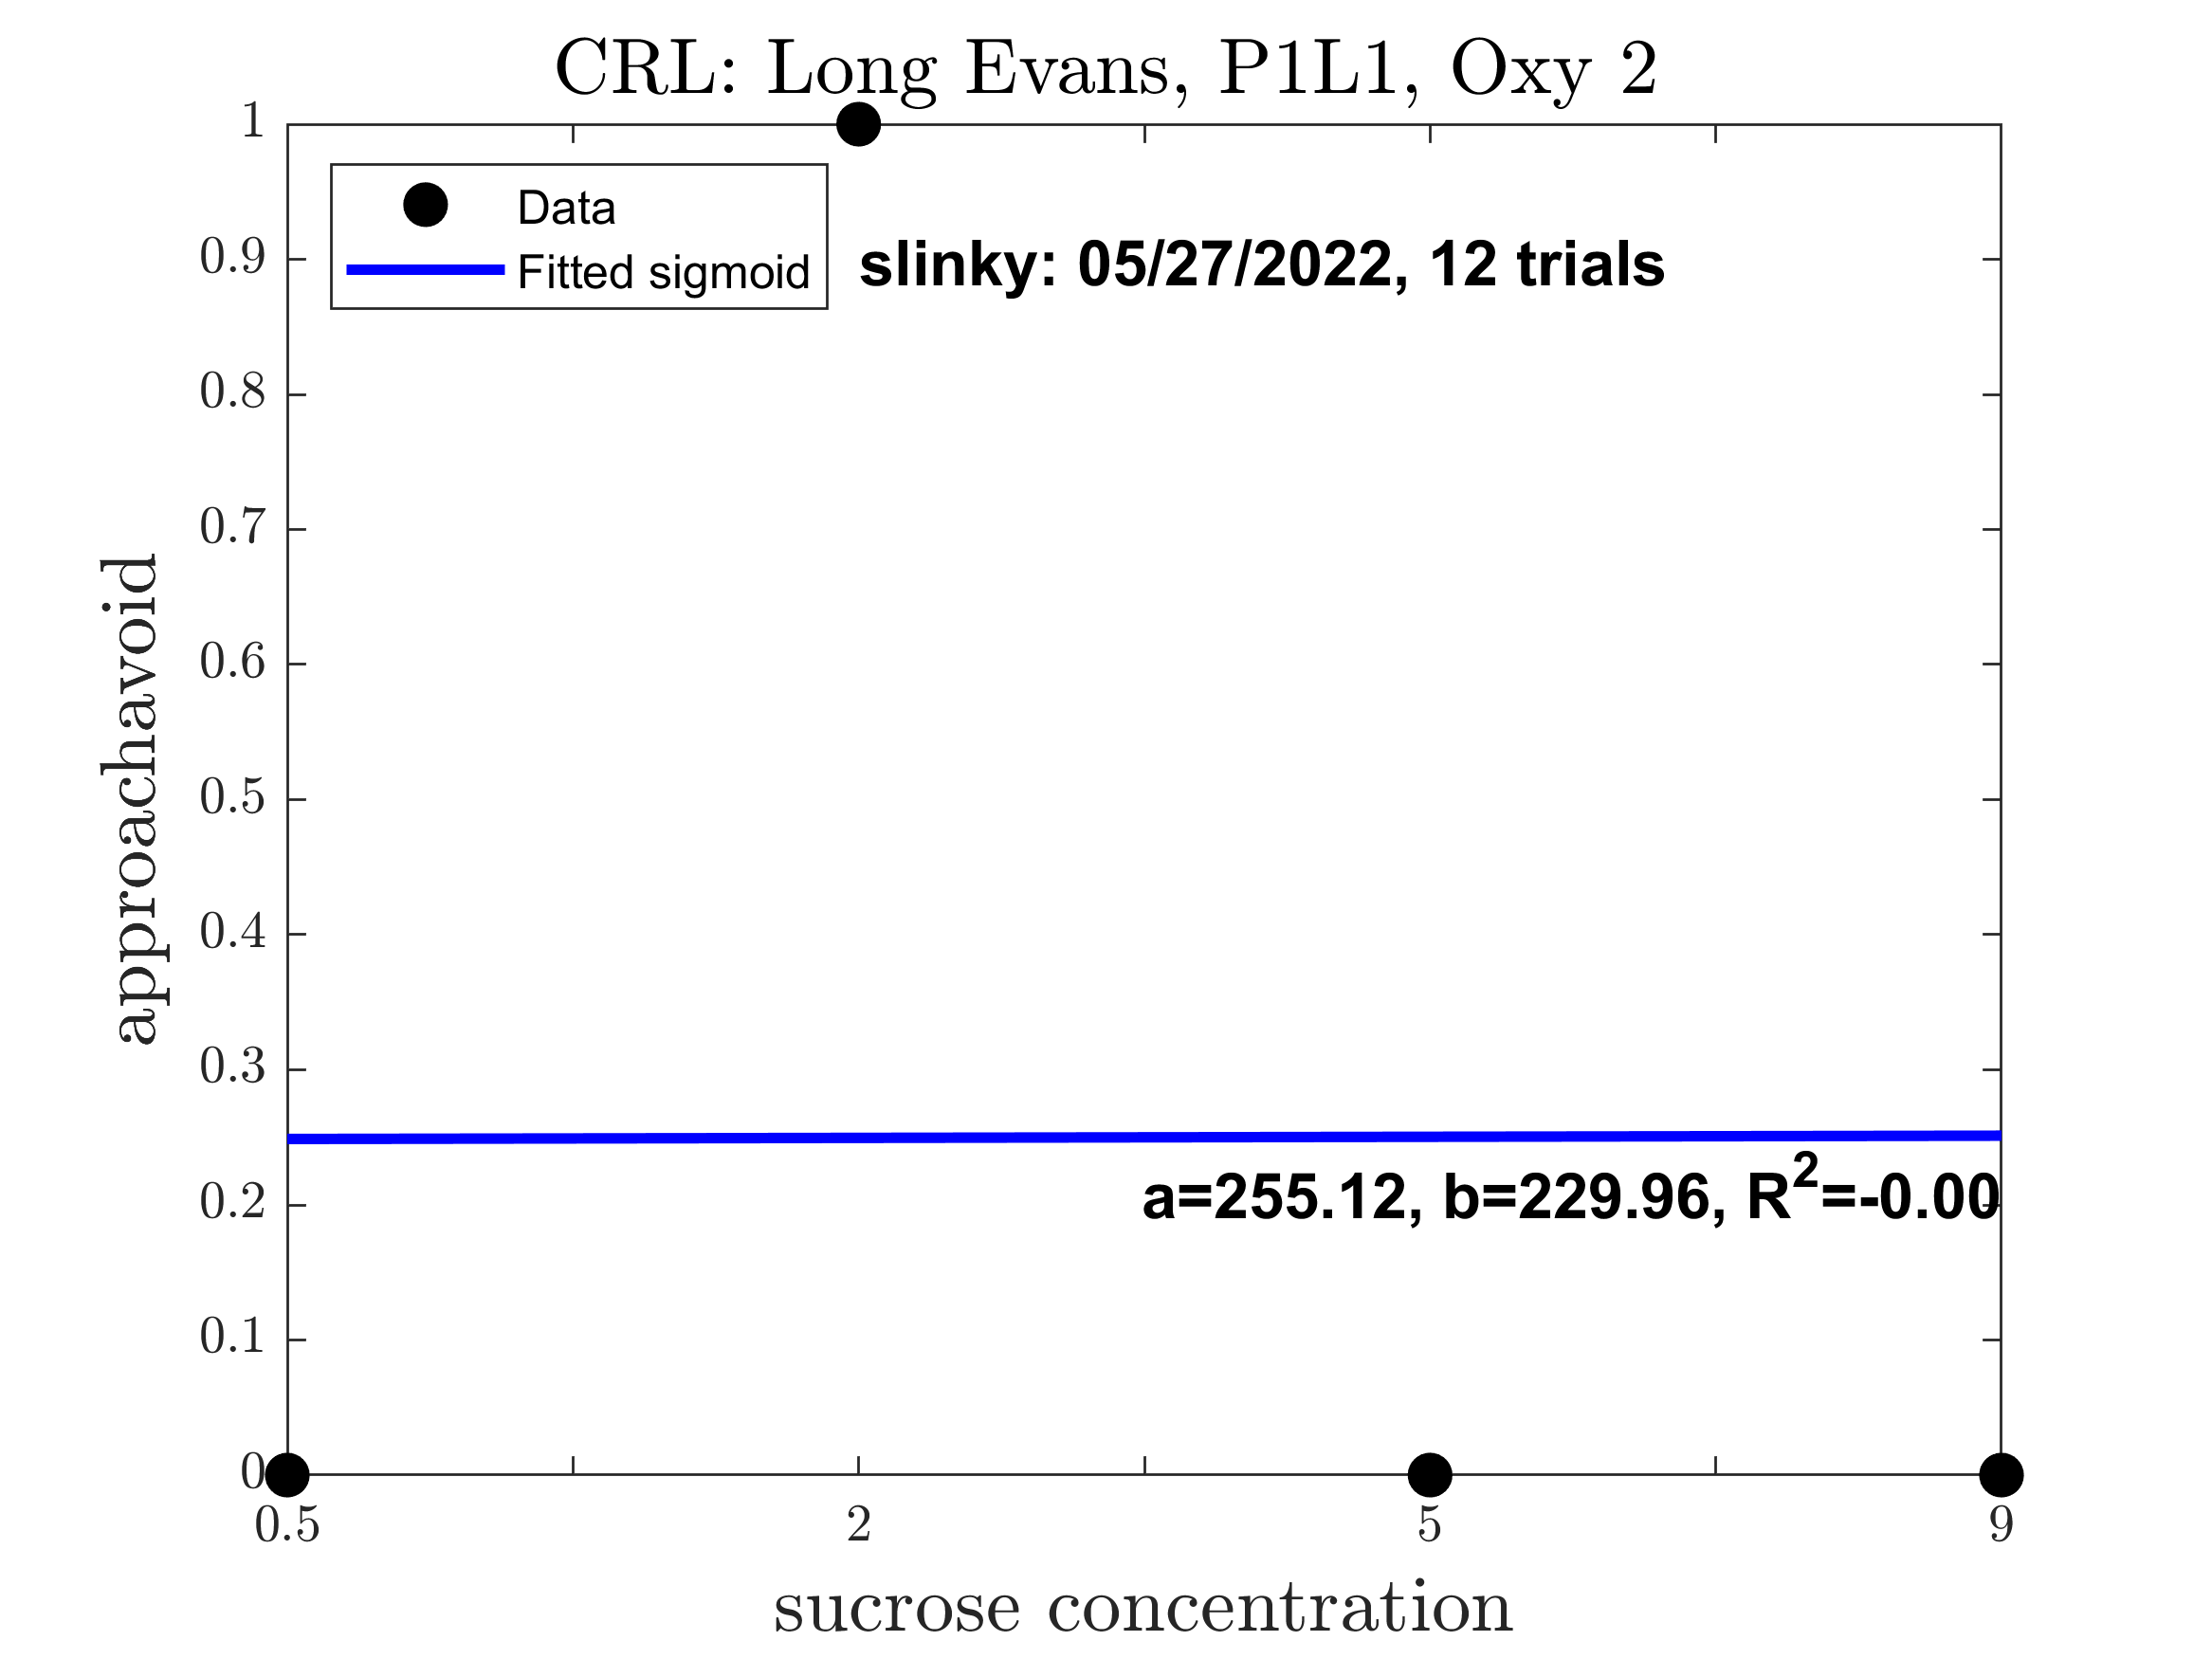 CRL: Long Evans, P1L1, Oxy 2
1
Data
Fitted sigmoid
slinky: 05/27/2022, 12 trials
0.9
0.8
0.7
0.6
0.5
0.4
0.3
0.2
0.1
0
approachavoid
a=255.12, b=229.96, R²=-0.00
0.5 2 5 9
sucrose concentration